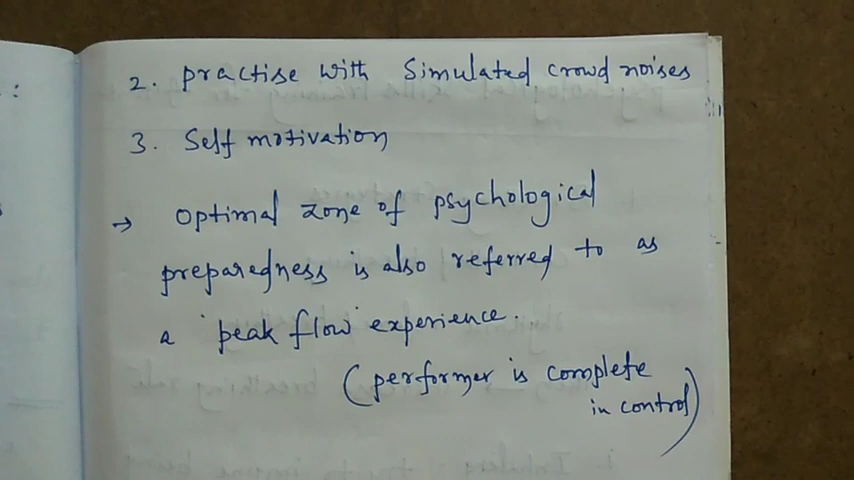 2. practise with simulated crowd noises
3. Self motivation
→ optimal zone of psychological
preparedness is also referred to as
a 'peak flow' experience.
(performer is complete
in control)